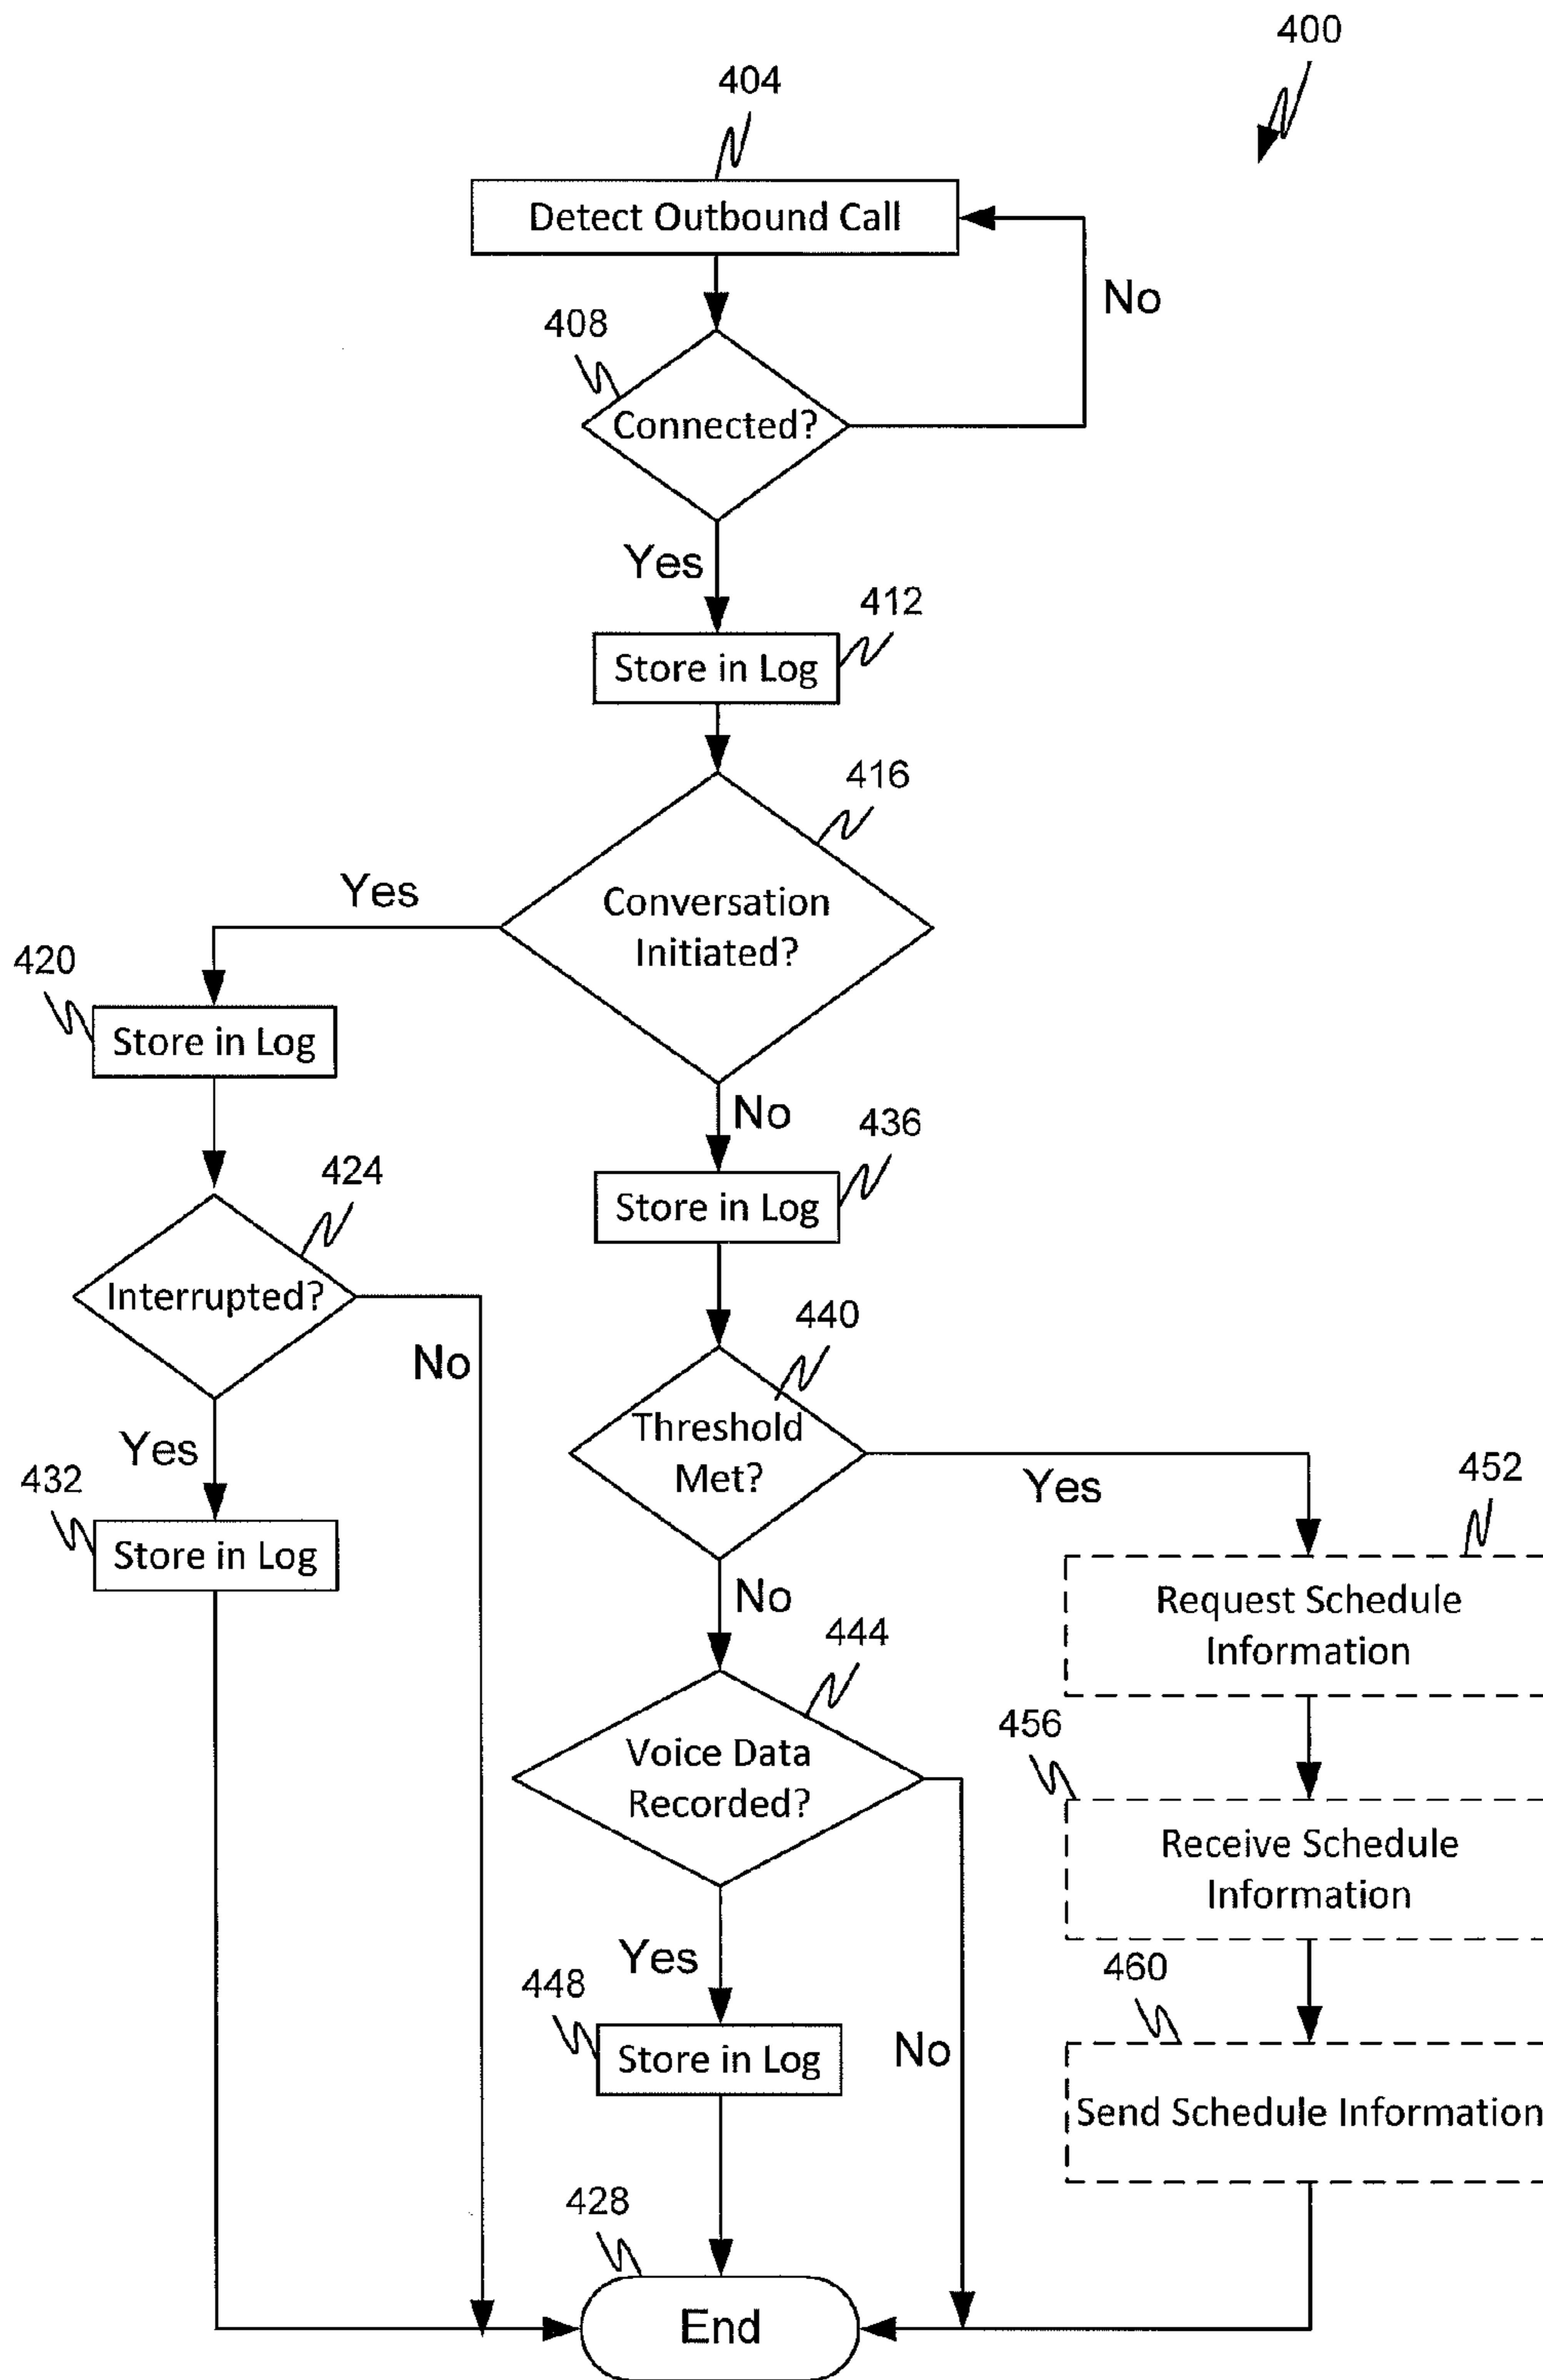 400
404
Detect Outbound Call
No
408
Connected?
Yes
412
Store in Log
416
Conversation
Initiated?
Yes
420
Store in Log
No
436
Store in Log
424
Interrupted?
No
440
Threshold
Met?
Yes
Yes
432
Store in Log
452
Request Schedule
Information
No
444
Voice Data
Recorded?
456
Receive Schedule
Information
Yes
448
Store in Log
No
460
Send Schedule Information
428
End